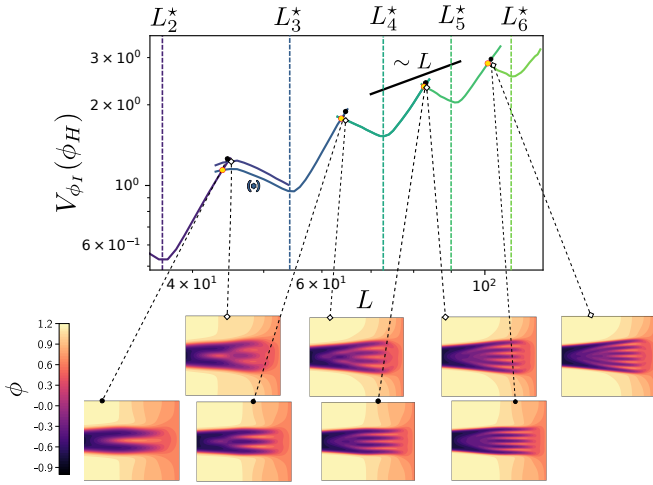 L₂⋆ L₃⋆ L₄⋆ L₅⋆ L₆⋆
3 × 10⁰
∼ L
2 × 10⁰
10⁰
6 × 10⁻¹
V_{ϕ_I}(ϕ_H)
4 × 10¹ 6 × 10¹ 10²
L
1.2
0.9
0.6
0.3
-0.0
-0.3
-0.6
-0.9
ϕ